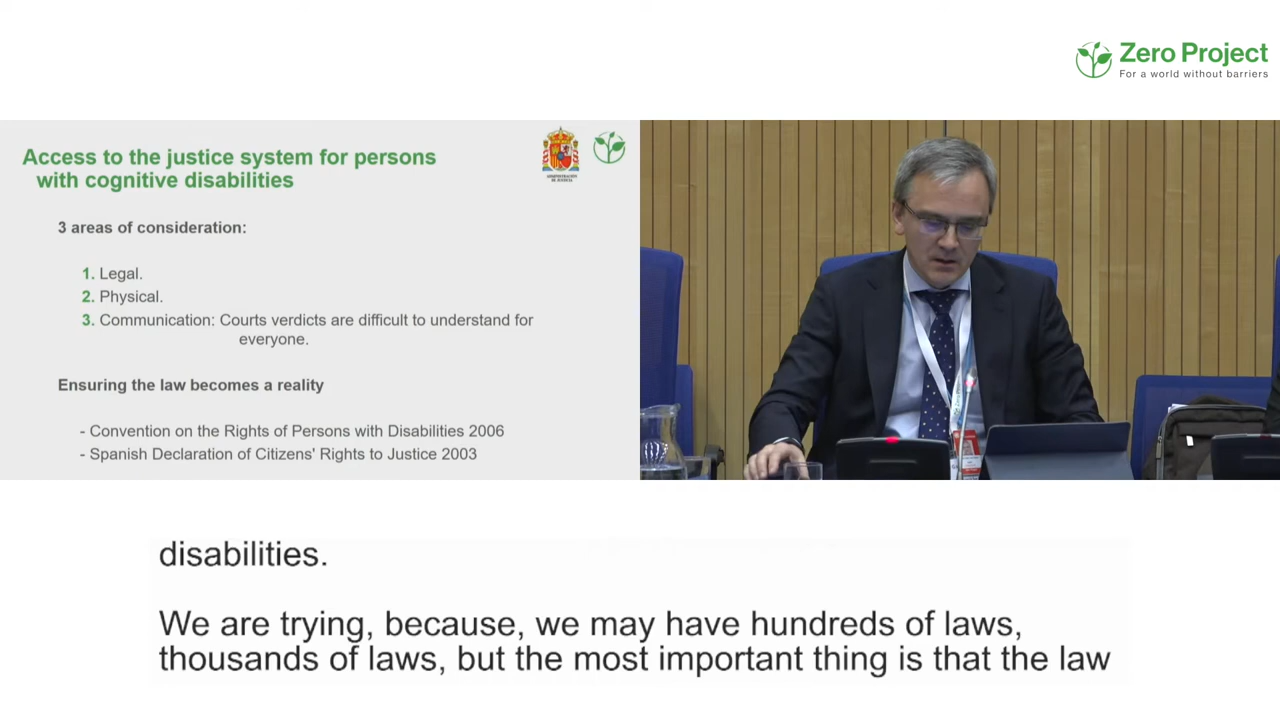 Zero Project
For a world without barriers
Access to the justice system for persons
with cognitive disabilities
ADMINISTRACIÓN
DE JUSTICIA
3 areas of consideration:
1. Legal.
2. Physical.
3. Communication: Courts verdicts are difficult to understand for
everyone.
Ensuring the law becomes a reality
- Convention on the Rights of Persons with Disabilities 2006
- Spanish Declaration of Citizens' Rights to Justice 2003
disabilities.
We are trying, because, we may have hundreds of laws,
thousands of laws, but the most important thing is that the law